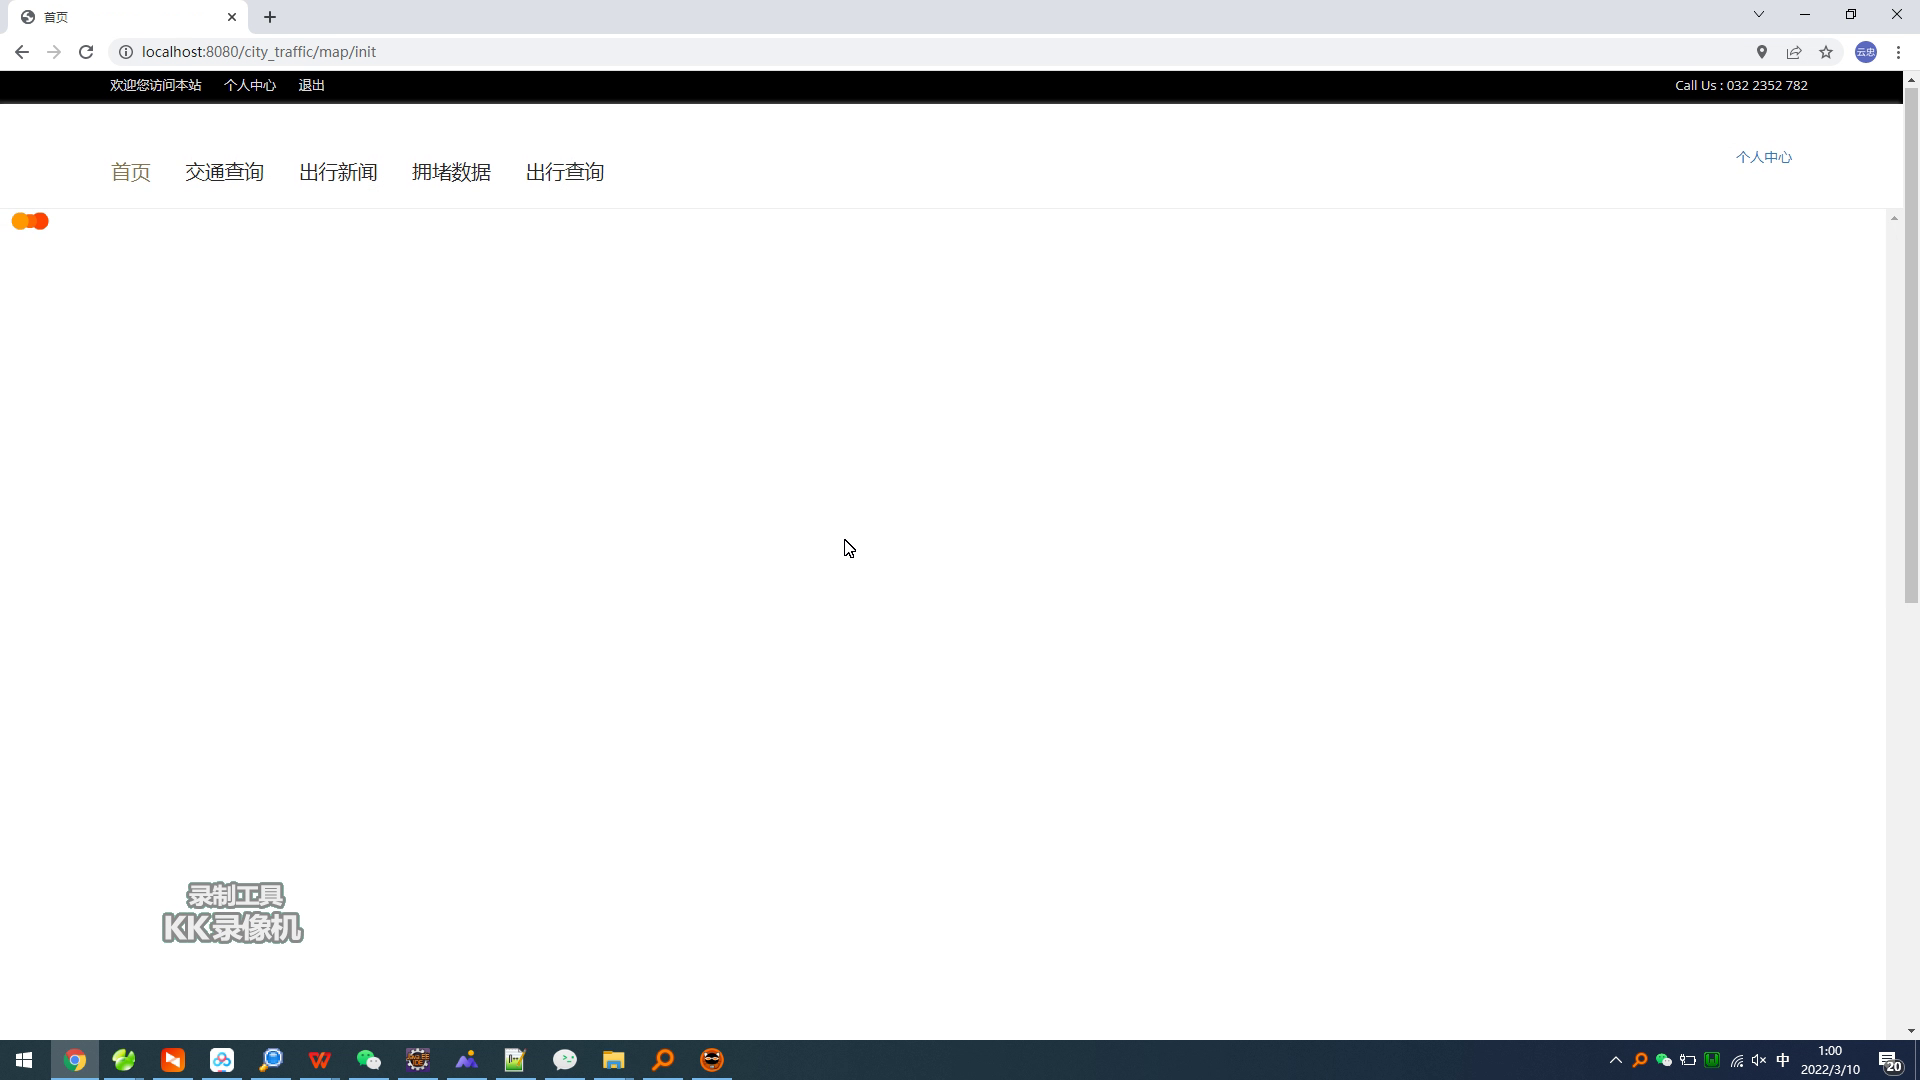 首页
localhost:8080/city_traffic/map/init
云忠
欢迎您访问本站 个人中心 退出
Call Us : 032 2352 782
首页 交通查询 出行新闻 拥堵数据 出行查询
个人中心
录制工具
KK录像机
中
1:00
2022/3/10
20